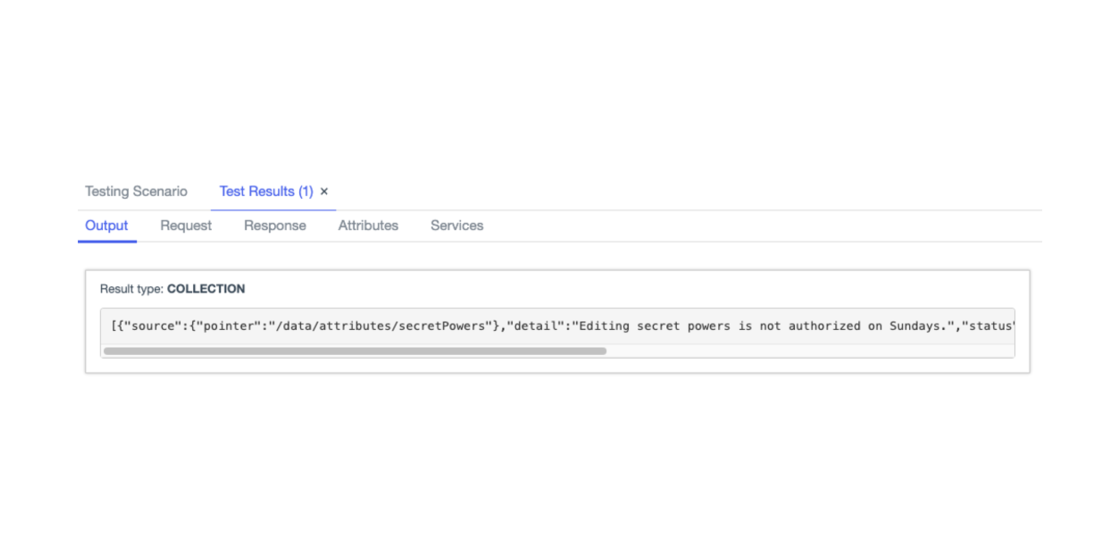 Testing Scenario Test Results (1) ×
Output Request Response Attributes Services
Result type: COLLECTION
[{"source":{"pointer":"/data/attributes/secretPowers"},"detail":"Editing secret powers is not authorized on Sundays.","status"